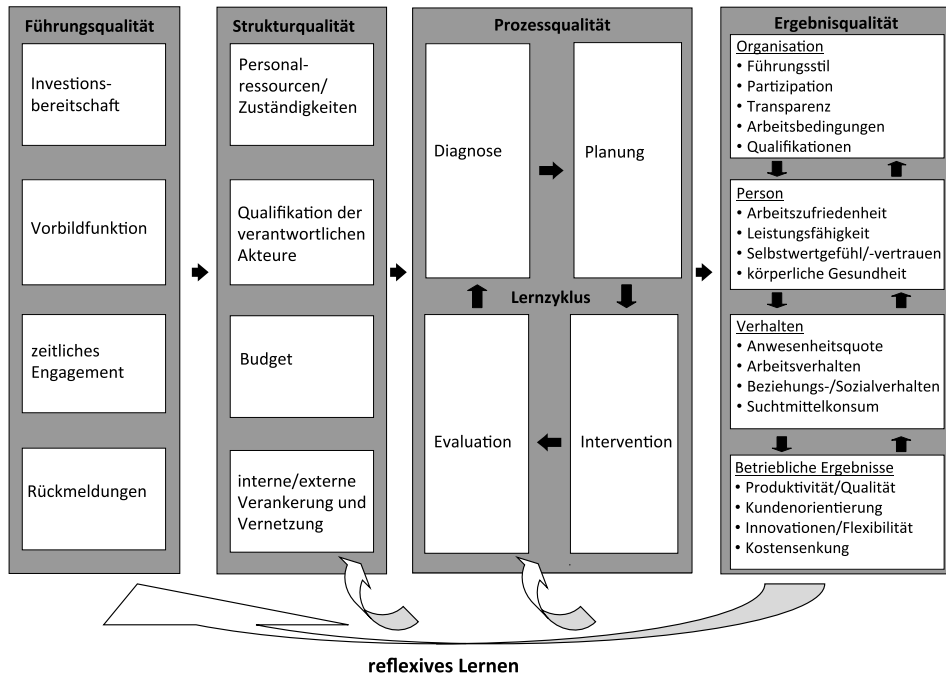 Führungsqualität
Investions-
bereitschaft
Vorbildfunktion
zeitliches
Engagement
Rückmeldungen
Strukturqualität
Personal-
ressourcen/
Zuständigkeiten
Qualifikation der
verantwortlichen
Akteure
Budget
interne/externe
Verankerung und
Vernetzung
Prozessqualität
Diagnose
Planung
Lernzyklus
Evaluation
Intervention
Ergebnisqualität
Organisation
• Führungsstil
• Partizipation
• Transparenz
• Arbeitsbedingungen
• Qualifikationen
Person
• Arbeitszufriedenheit
• Leistungsfähigkeit
• Selbstwertgefühl/-vertrauen
• körperliche Gesundheit
Verhalten
• Anwesenheitsquote
• Arbeitsverhalten
• Beziehungs-/Sozialverhalten
• Suchtmittelkonsum
Betriebliche Ergebnisse
• Produktivität/Qualität
• Kundenorientierung
• Innovationen/Flexibilität
• Kostensenkung
reflexives Lernen